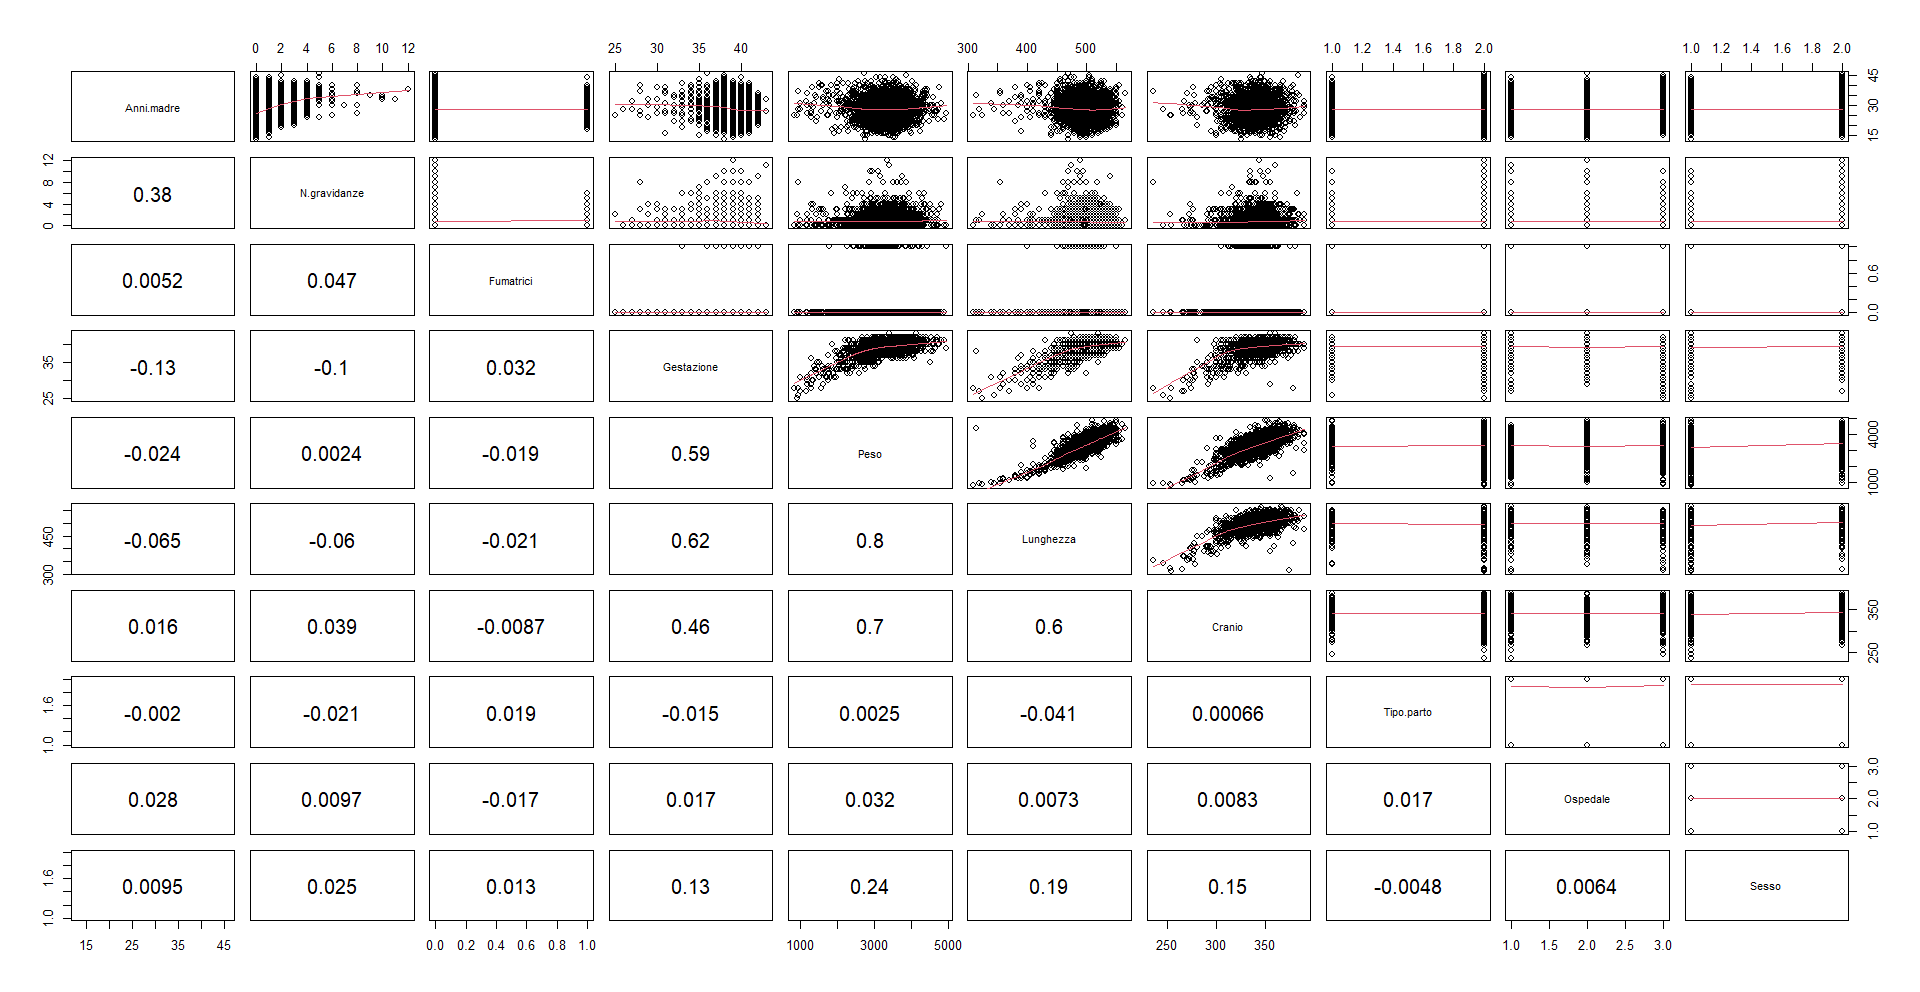 0 2 4 6 8 10 12 25 30 35 40 300 400 500 1.0 1.2 1.4 1.6 1.8 2.0 1.0 1.2 1.4 1.6 1.8 2.0
Anni.madre 15 30 45
0 4 8 12 0.38 N.gravidanze
0.0052 0.047 Fumatrici 0.0 0.6
25 35 -0.13 -0.1 0.032 Gestazione
-0.024 0.0024 -0.019 0.59 Peso 1000 4000
300 450 -0.065 -0.06 -0.021 0.62 0.8 Lunghezza
0.016 0.039 -0.0087 0.46 0.7 0.6 Cranio 250 350
1.0 1.6 -0.002 -0.021 0.019 -0.015 0.0025 -0.041 0.00066 Tipo.parto
0.028 0.0097 -0.017 0.017 0.032 0.0073 0.0083 0.017 Ospedale 1.0 2.0 3.0
1.0 1.6 0.0095 0.025 0.013 0.13 0.24 0.19 0.15 -0.0048 0.0064 Sesso
15 25 35 45 0.0 0.2 0.4 0.6 0.8 1.0 1000 3000 5000 250 300 350 1.0 1.5 2.0 2.5 3.0